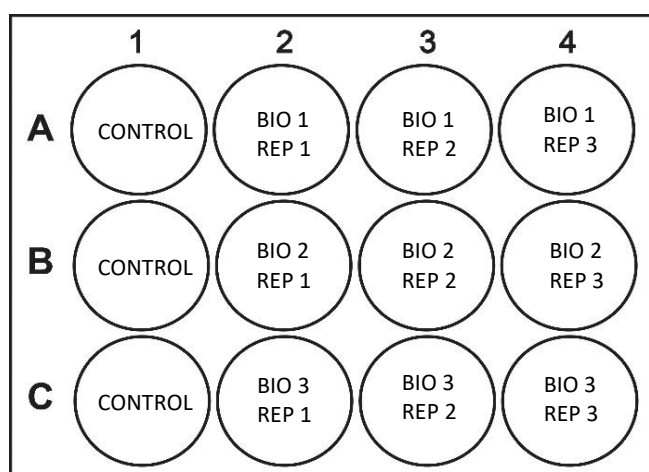 1 2 3 4
A CONTROL BIO 1 REP 1 BIO 1 REP 2 BIO 1 REP 3
B CONTROL BIO 2 REP 1 BIO 2 REP 2 BIO 2 REP 3
C CONTROL BIO 3 REP 1 BIO 3 REP 2 BIO 3 REP 3